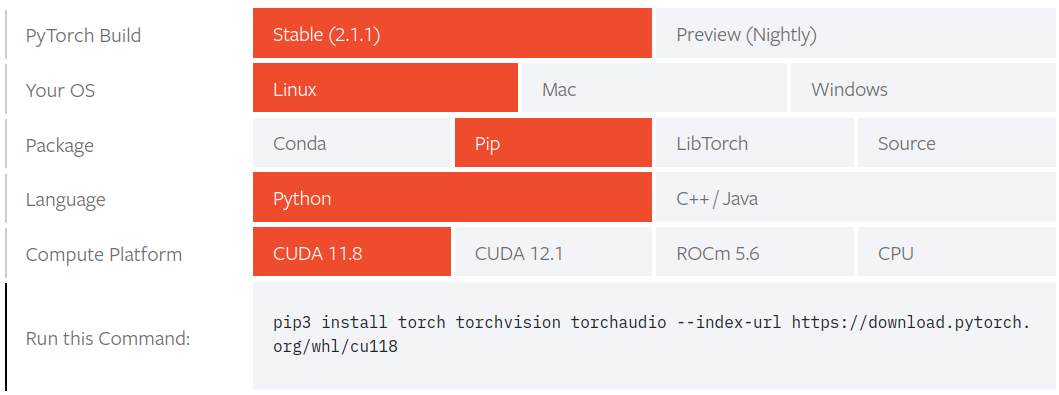 PyTorch Build Stable (2.1.1) Preview (Nightly)
Your OS Linux Mac Windows
Package Conda Pip LibTorch Source
Language Python C++ / Java
Compute Platform CUDA 11.8 CUDA 12.1 ROCm 5.6 CPU
Run this Command: pip3 install torch torchvision torchaudio --index-url https://download.pytorch.
org/whl/cu118